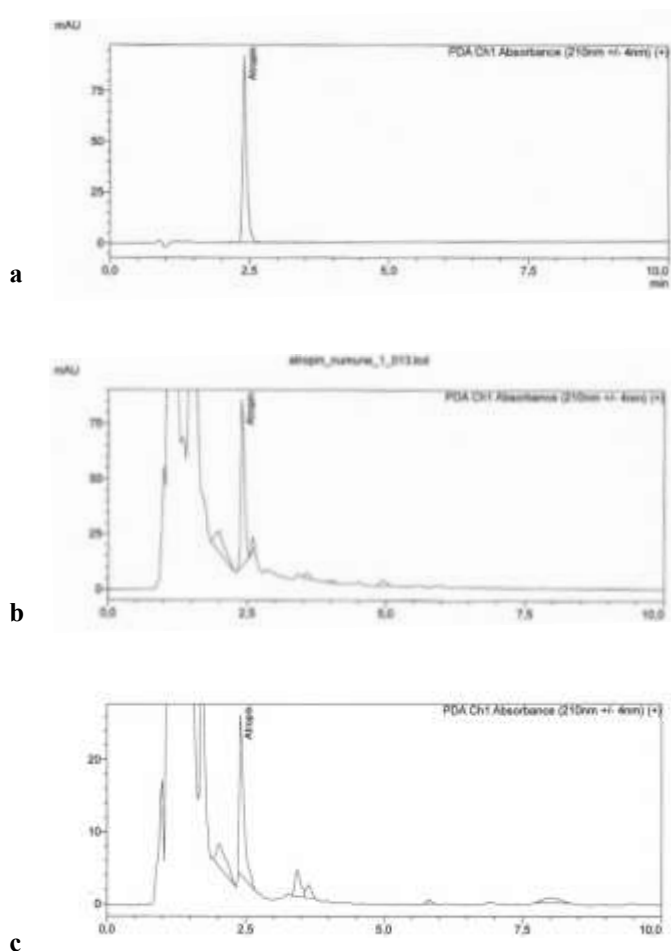 mAU
PDA Ch1 Absorbance (210nm +/- 4nm) (+)
Atropin
75
50
25
0
0,0 2,5 5,0 7,5 10,0
min
a
atropin_numune_1_013.lcd
mAU
PDA Ch1 Absorbance (210nm +/- 4nm) (+)
Atropin
75
50
25
0
0,0 2,5 5,0 7,5 10,0
b
PDA Ch1 Absorbance (210nm +/- 4nm) (+)
Atropin
20
10
0
0,0 2,5 5,0 7,5 10,0
c